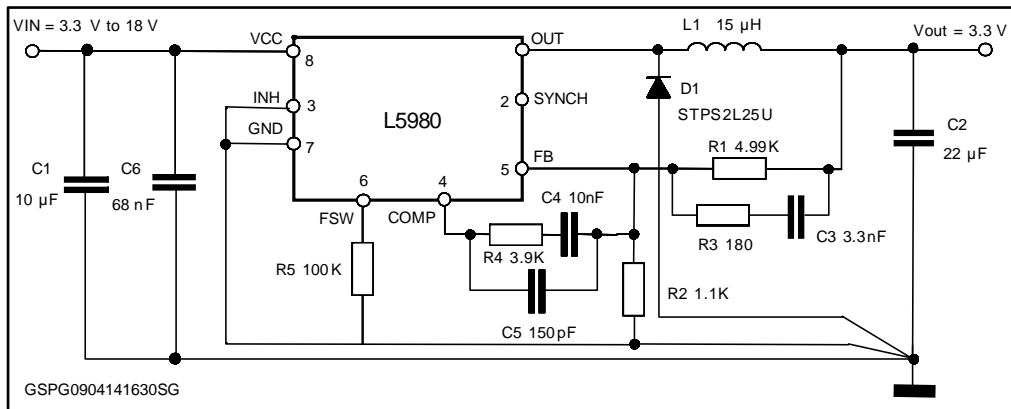 VIN = 3.3 V to 18 V
VCC
8
OUT
L1 15 µH
Vout = 3.3 V
INH
3
2
SYNCH
D1
STPS2L25U
GND
7
L5980
C1
10 µF
C6
68 nF
5
FB
R1 4.99K
C2
22 µF
6
4
FSW
COMP
C4 10nF
R4 3.9K
R3 180
C3 3.3nF
R5 100K
R2 1.1K
C5 150pF
GSPG0904141630SG